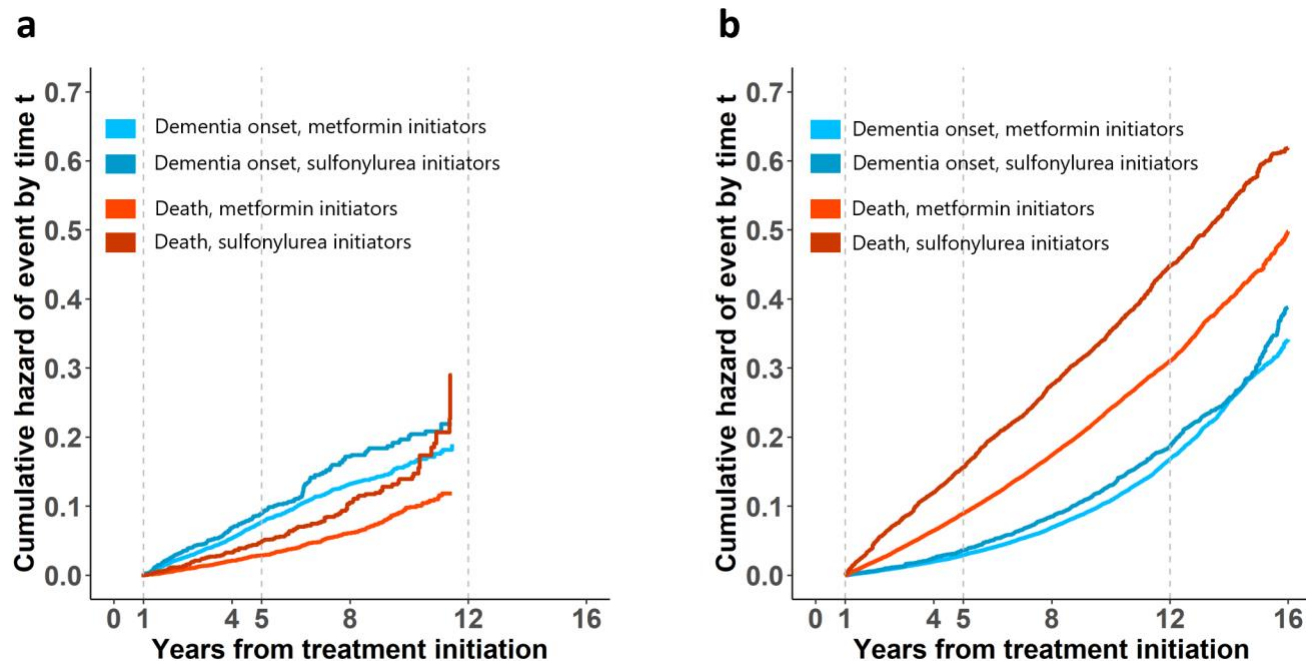 a
Cumulative hazard of event by time t
0.7
0.6
0.5
0.4
0.3
0.2
0.1
0.0
Dementia onset, metformin initiators
Dementia onset, sulfonylurea initiators
Death, metformin initiators
Death, sulfonylurea initiators
0 1 4 5 8 12 16
Years from treatment initiation
b
Cumulative hazard of event by time t
0.7
0.6
0.5
0.4
0.3
0.2
0.1
0.0
Dementia onset, metformin initiators
Dementia onset, sulfonylurea initiators
Death, metformin initiators
Death, sulfonylurea initiators
0 1 4 5 8 12 16
Years from treatment initiation